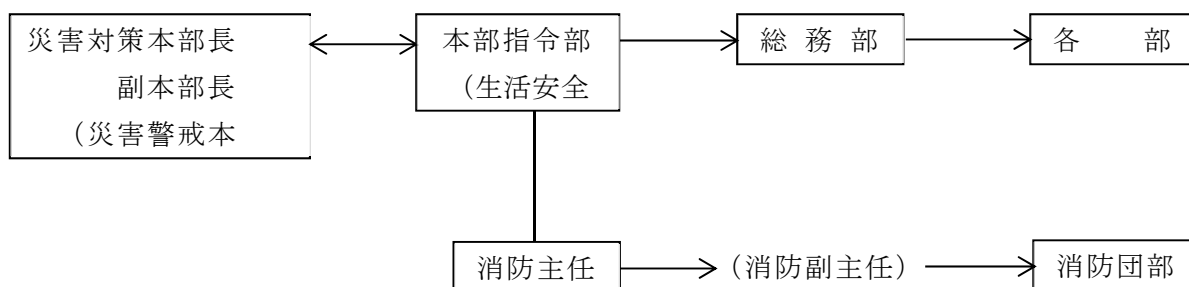 災害対策本部長
副本部長
（災害警戒本
本部指令部
（生活安全
総務部
各　部
消防主任
（消防副主任）
消防団部